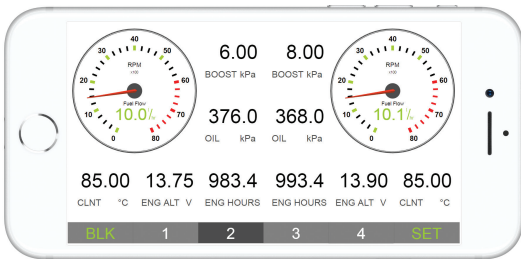 40
30 50
RPM
x100
20 60
Fuel Flow
10 10.0 70
0 80
6.00 8.00
BOOST kPa BOOST kPa
376.0 368.0
OIL kPa OIL kPa
40
30 50
RPM
x100
20 60
Fuel Flow
10 10.1 70
0 80
85.00 13.75 983.4 993.4 13.90 85.00
CLNT °C ENG ALT V ENG HOURS ENG HOURS ENG ALT V CLNT °C
BLK 1 2 3 4 SET